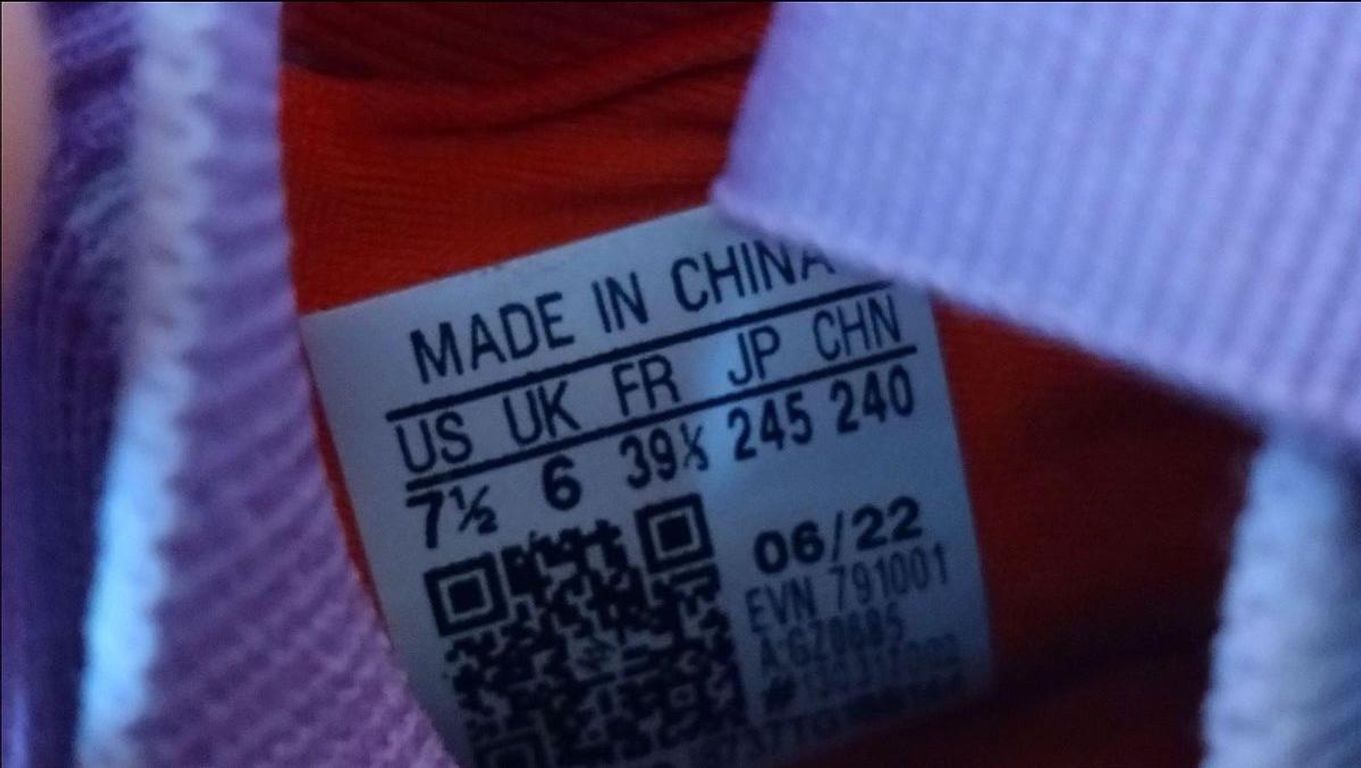 MADE IN CHINA
US UK FR JP CHN
7½ 6 39⅓ 245 240
06/22
EVN 791001